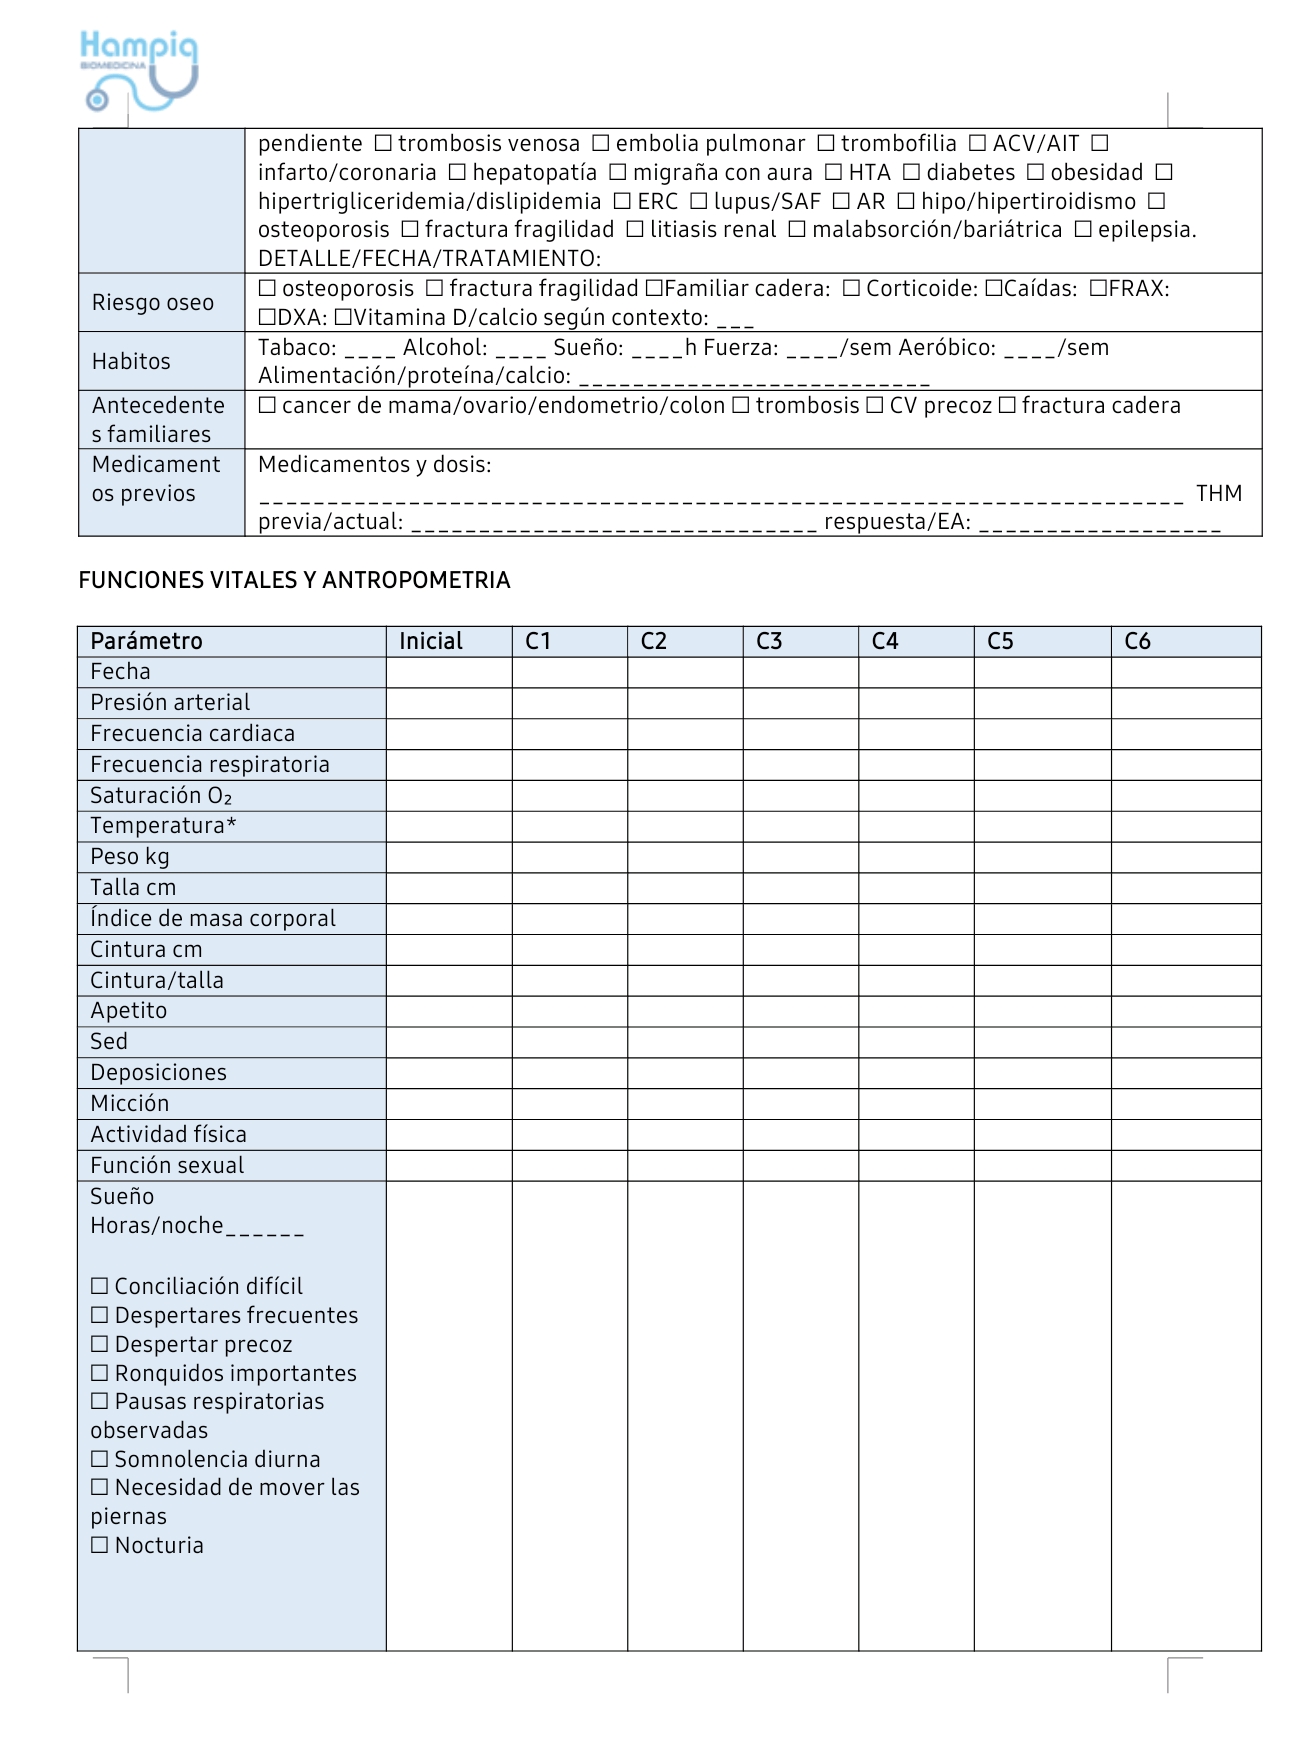 Hampiq
BIOMEDICINA
pendiente ☐ trombosis venosa ☐ embolia pulmonar ☐ trombofilia ☐ ACV/AIT ☐
infarto/coronaria ☐ hepatopatía ☐ migraña con aura ☐ HTA ☐ diabetes ☐ obesidad ☐
hipertrigliceridemia/dislipidemia ☐ ERC ☐ lupus/SAF ☐ AR ☐ hipo/hipertiroidismo ☐
osteoporosis ☐ fractura fragilidad ☐ litiasis renal ☐ malabsorción/bariátrica ☐ epilepsia.
DETALLE/FECHA/TRATAMIENTO:
Riesgo oseo
☐ osteoporosis ☐ fractura fragilidad ☐Familiar cadera: ☐ Corticoide: ☐Caídas: ☐FRAX:
☐DXA: ☐Vitamina D/calcio según contexto: ___
Habitos
Tabaco: ____ Alcohol: ____ Sueño: ____h Fuerza: ____/sem Aeróbico: ____/sem
Alimentación/proteína/calcio: __________________________
Antecedente
s familiares
☐ cancer de mama/ovario/endometrio/colon ☐ trombosis ☐ CV precoz ☐ fractura cadera
Medicament
os previos
Medicamentos y dosis:
____________________________________________________________________ THM
previa/actual: ______________________________ respuesta/EA: __________________
FUNCIONES VITALES Y ANTROPOMETRIA
Parámetro Inicial C1 C2 C3 C4 C5 C6
Fecha
Presión arterial
Frecuencia cardiaca
Frecuencia respiratoria
Saturación O₂
Temperatura*
Peso kg
Talla cm
Índice de masa corporal
Cintura cm
Cintura/talla
Apetito
Sed
Deposiciones
Micción
Actividad física
Función sexual
Sueño
Horas/noche______
☐ Conciliación difícil
☐ Despertares frecuentes
☐ Despertar precoz
☐ Ronquidos importantes
☐ Pausas respiratorias
observadas
☐ Somnolencia diurna
☐ Necesidad de mover las
piernas
☐ Nocturia